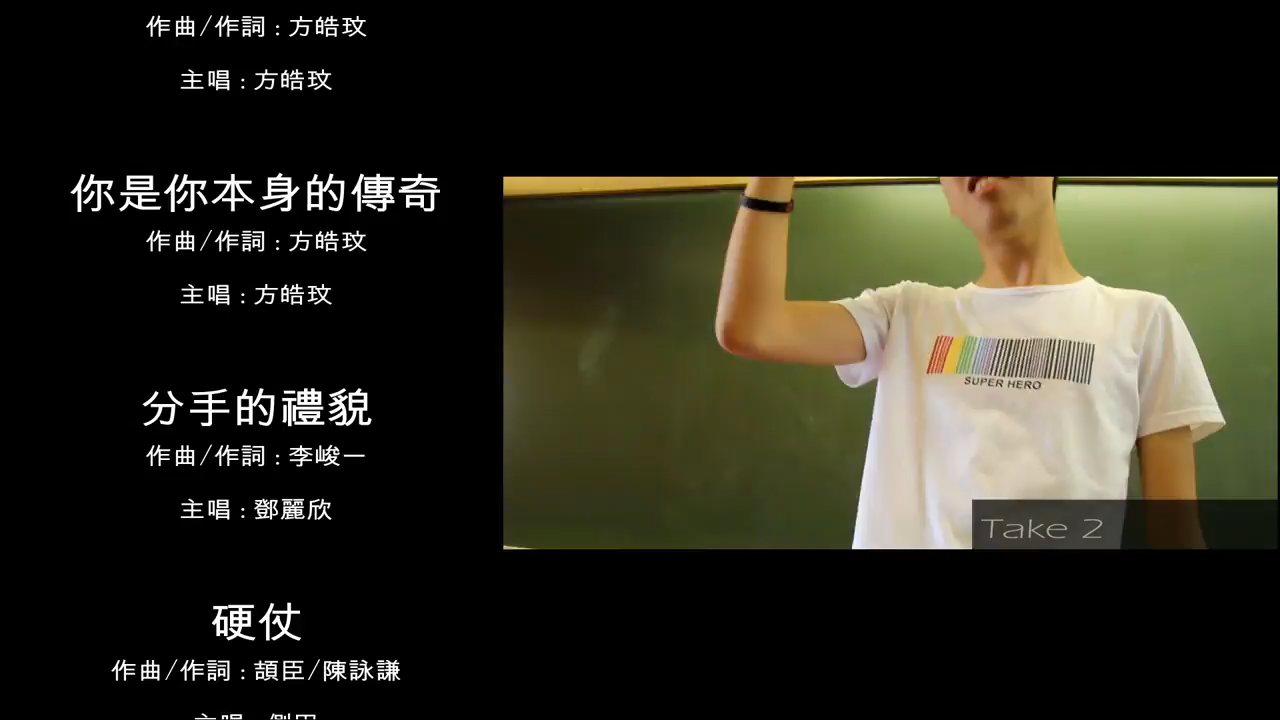 作曲/作詞 : 方皓玟
主唱 : 方皓玟
你是你本身的傳奇
作曲/作詞 : 方皓玟
主唱 : 方皓玟
分手的禮貌
作曲/作詞 : 李峻一
主唱 : 鄧麗欣
硬仗
作曲/作詞 : 頡臣/陳詠謙
SUPER HERO
Take 2